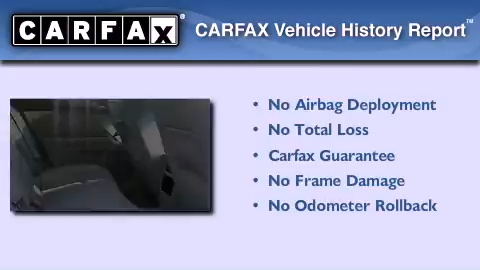 CARFAX® CARFAX Vehicle History Report™
• No Airbag Deployment
• No Total Loss
• Carfax Guarantee
• No Frame Damage
• No Odometer Rollback